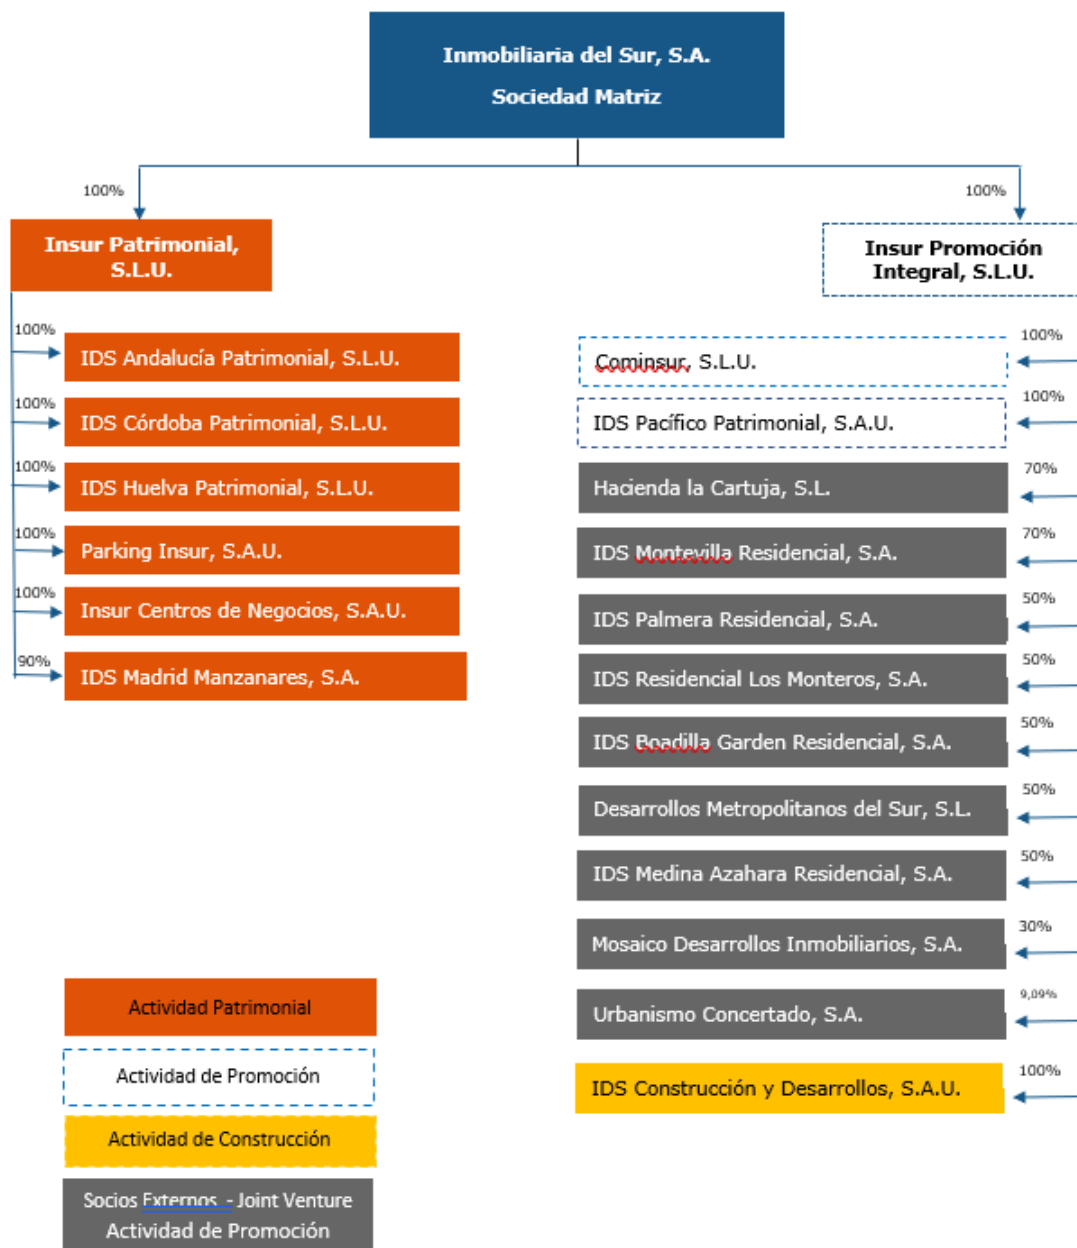 Inmobiliaria del Sur, S.A.
Sociedad Matriz
100%
100%
Insur Patrimonial,
S.L.U.
Insur Promoción
Integral, S.L.U.
100%
IDS Andalucía Patrimonial, S.L.U.
100%
IDS Córdoba Patrimonial, S.L.U.
100%
IDS Huelva Patrimonial, S.L.U.
100%
Parking Insur, S.A.U.
100%
Insur Centros de Negocios, S.A.U.
90%
IDS Madrid Manzanares, S.A.
Cominsur, S.L.U.
100%
IDS Pacífico Patrimonial, S.A.U.
100%
Hacienda la Cartuja, S.L.
70%
IDS Montevilla Residencial, S.A.
70%
IDS Palmera Residencial, S.A.
50%
IDS Residencial Los Monteros, S.A.
50%
IDS Boadilla Garden Residencial, S.A.
50%
Desarrollos Metropolitanos del Sur, S.L.
50%
IDS Medina Azahara Residencial, S.A.
50%
Mosaico Desarrollos Inmobiliarios, S.A.
30%
Urbanismo Concertado, S.A.
9,09%
IDS Construcción y Desarrollos, S.A.U.
100%
Actividad Patrimonial
Actividad de Promoción
Actividad de Construcción
Socios Externos - Joint Venture
Actividad de Promoción